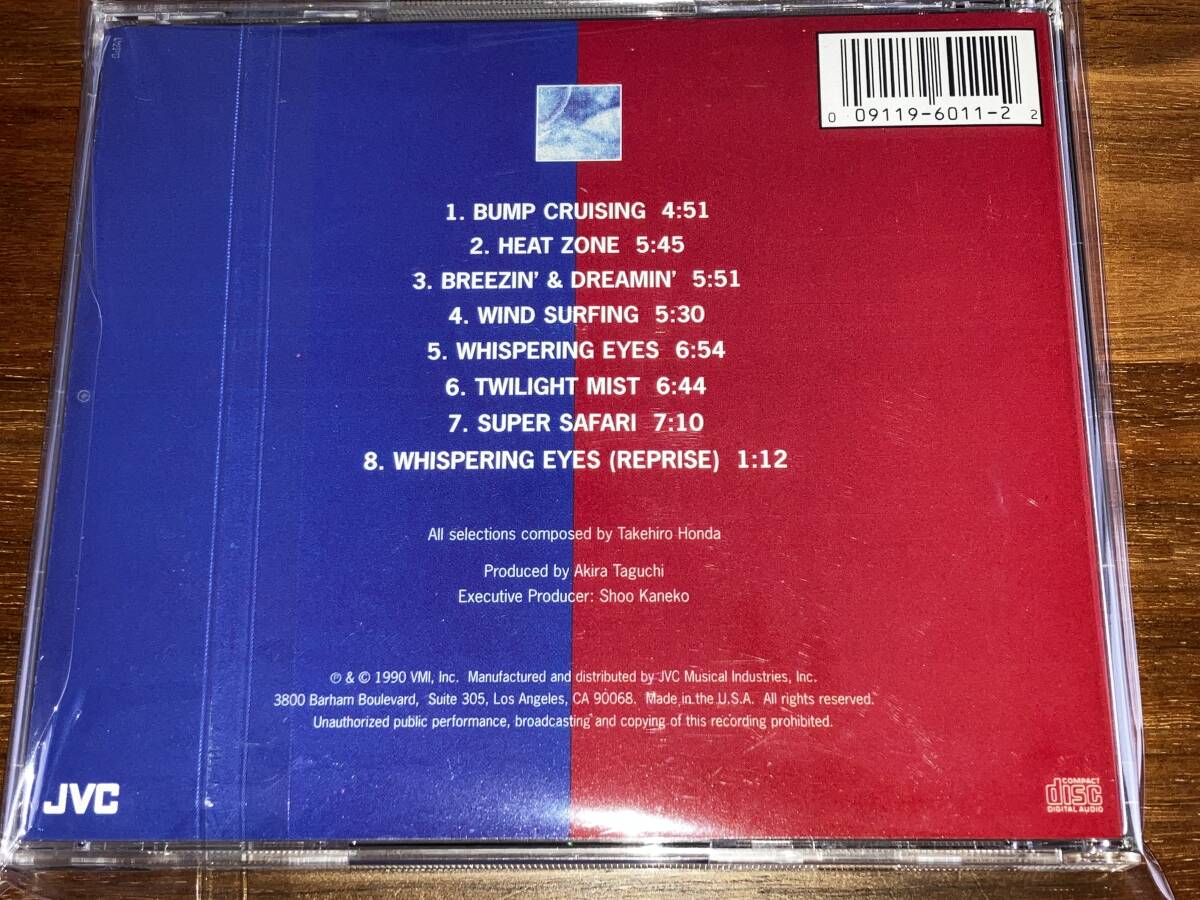 0 09119-6011-2 2
1. BUMP CRUISING 4:51
2. HEAT ZONE 5:45
3. BREEZIN' & DREAMIN' 5:51
4. WIND SURFING 5:30
5. WHISPERING EYES 6:54
6. TWILIGHT MIST 6:44
7. SUPER SAFARI 7:10
8. WHISPERING EYES (REPRISE) 1:12
All selections composed by Takehiro Honda
Produced by Akira Taguchi
Executive Producer: Shoo Kaneko
℗ & © 1990 VMI, Inc. Manufactured and distributed by JVC Musical Industries, Inc.
3800 Barham Boulevard, Suite 305, Los Angeles, CA 90068. Made in the U.S.A. All rights reserved.
Unauthorized public performance, broadcasting and copying of this recording prohibited.
JVC
COMPACT
disc
DIGITAL AUDIO